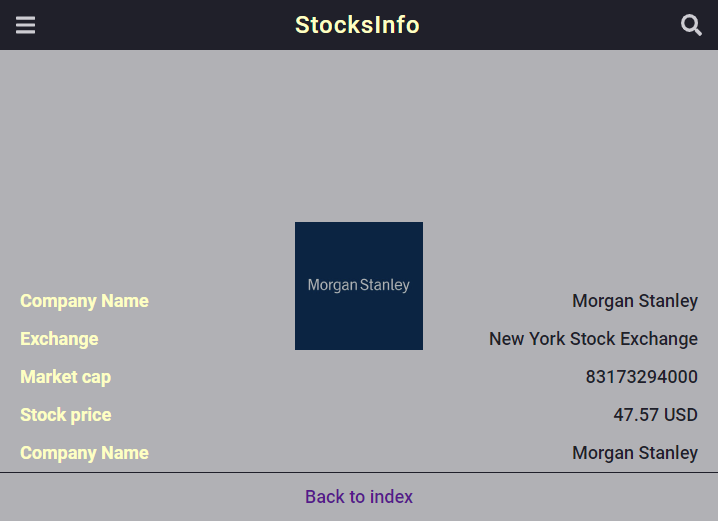 StocksInfo
Morgan Stanley
Company Name Morgan Stanley
Exchange New York Stock Exchange
Market cap 83173294000
Stock price 47.57 USD
Company Name Morgan Stanley
Back to index